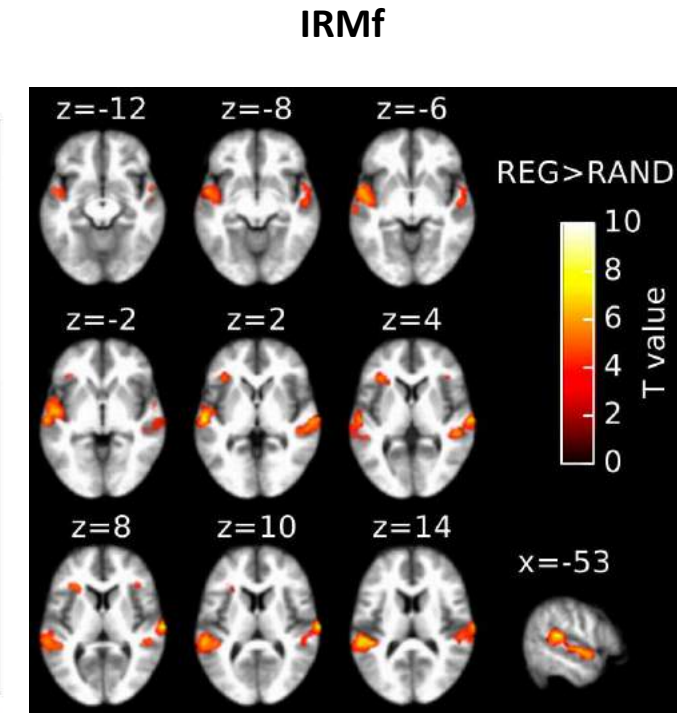 IRMf
z=-12
z=-8
z=-6
REG>RAND
10
8
6
4
2
0
T value
z=-2
z=2
z=4
z=8
z=10
z=14
x=-53